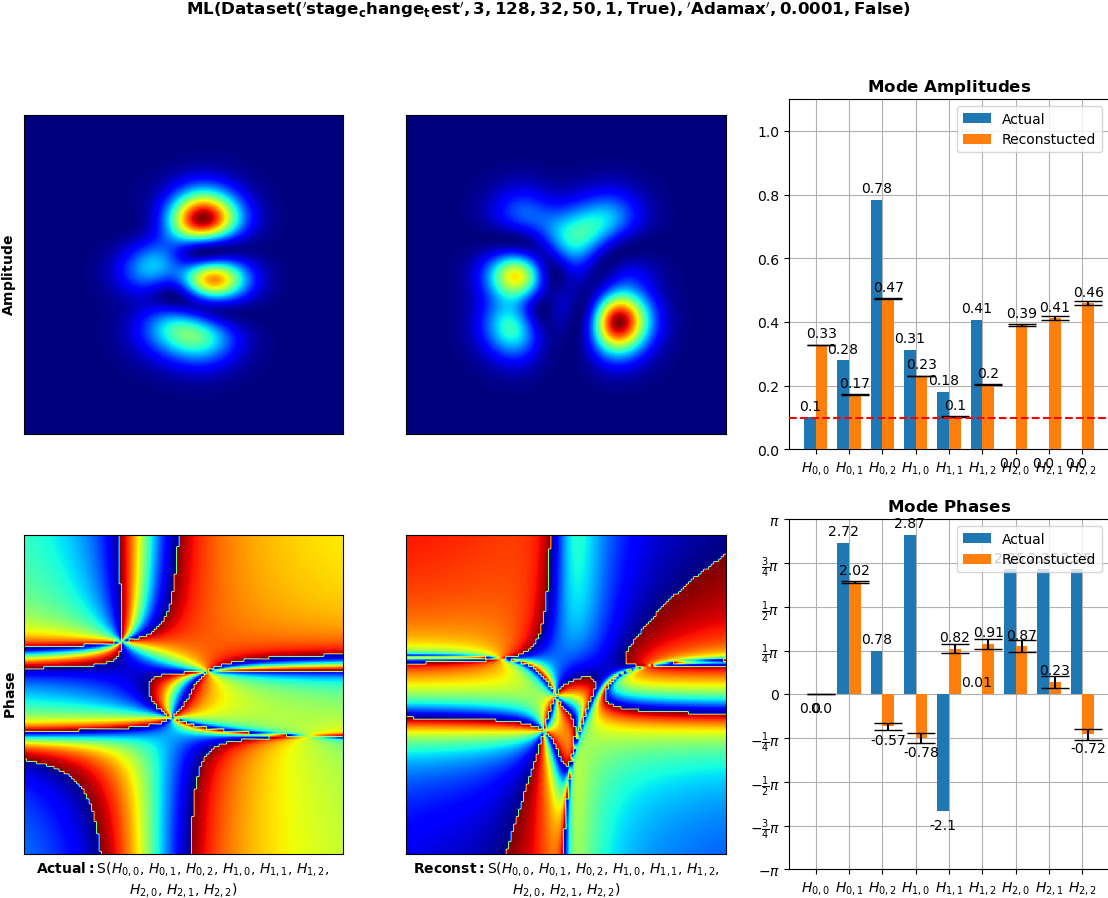 ML(Dataset('stage_change_test', 3, 128, 32, 50, 1, True), 'Adamax', 0.0001, False)
Amplitude
Mode Amplitudes
Actual
Reconstucted
1.0
0.8
0.6
0.4
0.2
0.0
0.1
0.33
0.28
0.17
0.78
0.47
0.31
0.23
0.18
0.1
0.41
0.2
0.0
0.39
0.0
0.41
0.0
0.46
H0,0 H0,1 H0,2 H1,0 H1,1 H1,2 H2,0 H2,1 H2,2
Phase
Actual: S(H0,0, H0,1, H0,2, H1,0, H1,1, H1,2,
H2,0, H2,1, H2,2)
Reconst: S(H0,0, H0,1, H0,2, H1,0, H1,1, H1,2,
H2,0, H2,1, H2,2)
Mode Phases
Actual
Reconstucted
π
3/4π
1/2π
1/4π
0
−1/4π
−1/2π
−3/4π
−π
0.0
2.72
2.02
0.78
-0.57
2.87
-0.78
-2.1
0.82
0.01
0.91
0.87
0.23
-0.72
H0,0 H0,1 H0,2 H1,0 H1,1 H1,2 H2,0 H2,1 H2,2